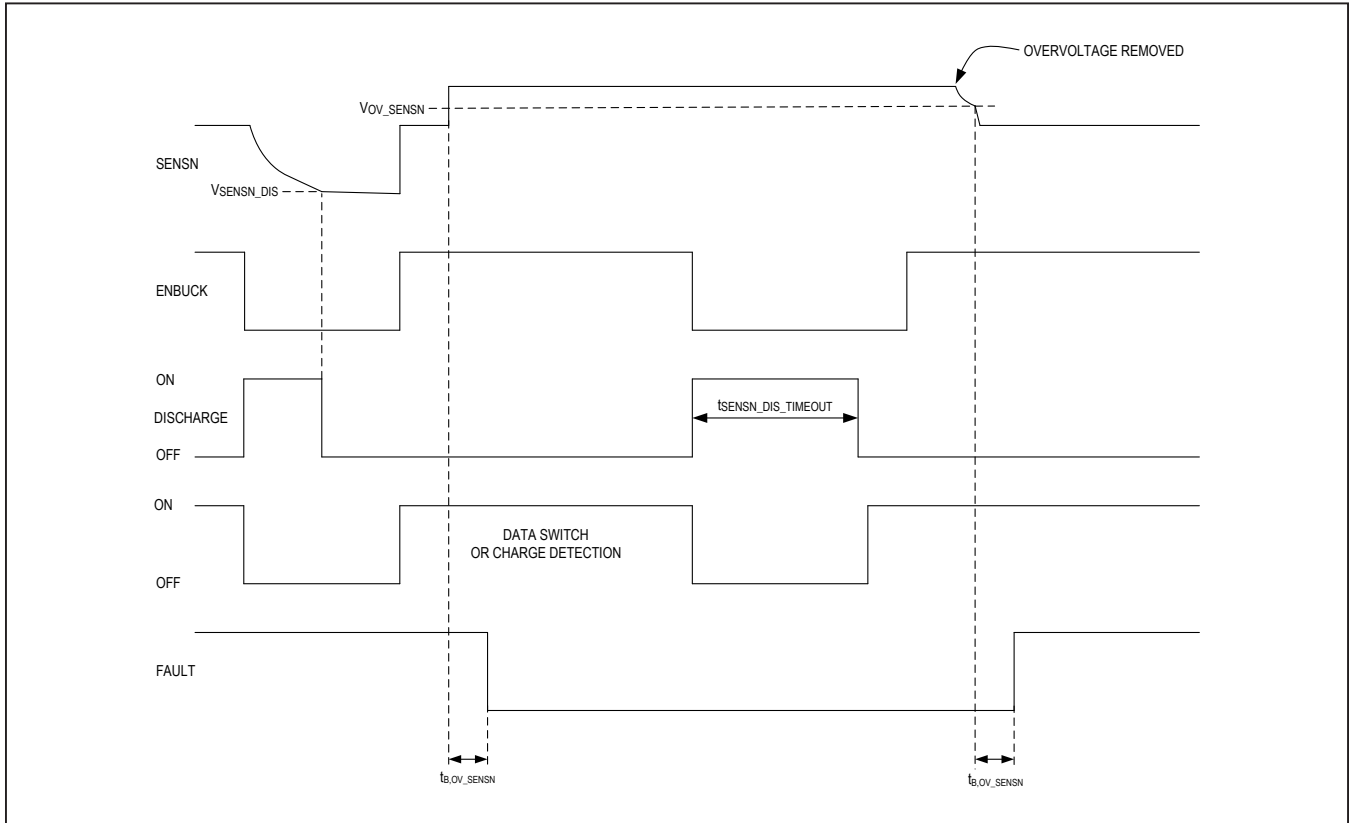 OVERVOLTAGE REMOVED
VOV_SENSN
SENSN
VSENSN_DIS
ENBUCK
ON
tSENSN_DIS_TIMEOUT
DISCHARGE
OFF
ON
DATA SWITCH
OR CHARGE DETECTION
OFF
FAULT
tB,OV_SENSN
tB,OV_SENSN